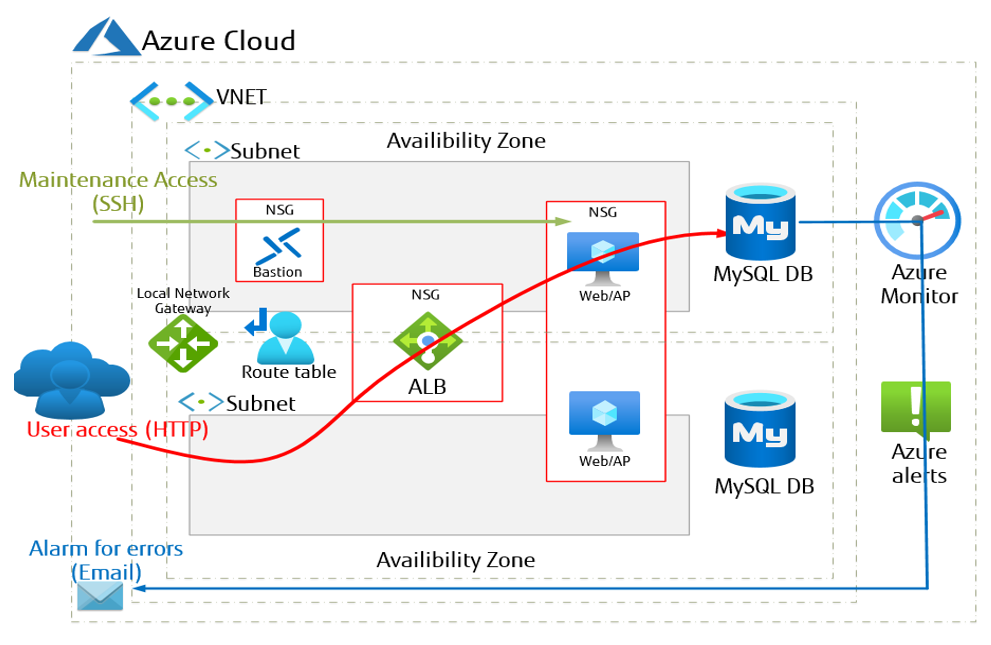 Azure Cloud
VNET
Availibility Zone
Subnet
Maintenance Access
(SSH)
NSG
Bastion
NSG
Web/AP
My
MySQL DB
Azure
Monitor
Local Network
Gateway
Route table
NSG
ALB
Subnet
User access (HTTP)
Web/AP
My
MySQL DB
!
Azure
alerts
Availibility Zone
Alarm for errors
(Email)